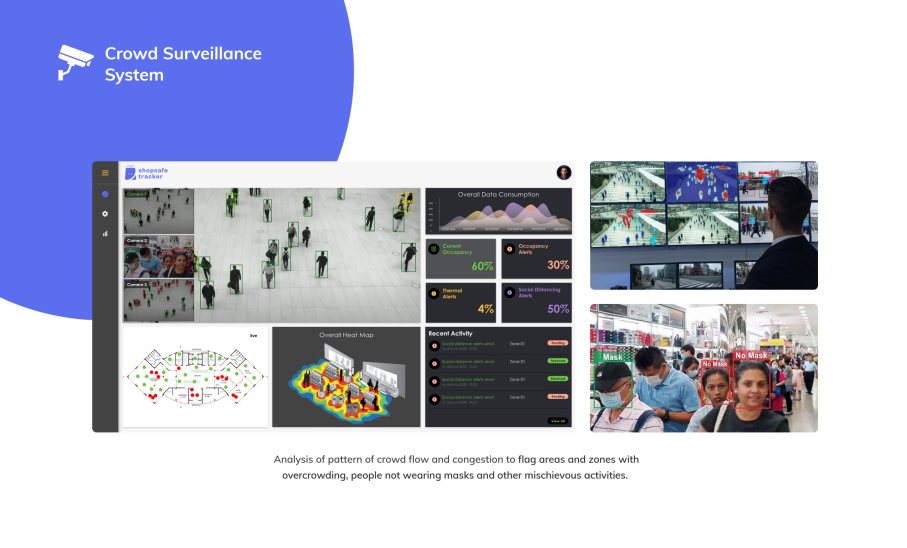 Crowd Surveillance
System
shopsafe
tracker
Camera 1
Camera 2
Camera 3
Overall Data Consumption
Current
Occupancy
60%
Occupancy
Alerts
30%
Thermal
Alerts
4%
Social Distancing
Alerts
50%
live
Overall Heat Map
Recent Activity
Social distance alert send Zone 01 Pending
Social distance alert send Zone 01 Resolved
Social distance alert send Zone 01 Resolved
Social distance alert send Zone 01 Pending
View All
Mask
No Mask
No Mask
Analysis of pattern of crowd flow and congestion to flag areas and zones with
overcrowding, people not wearing masks and other mischievous activities.